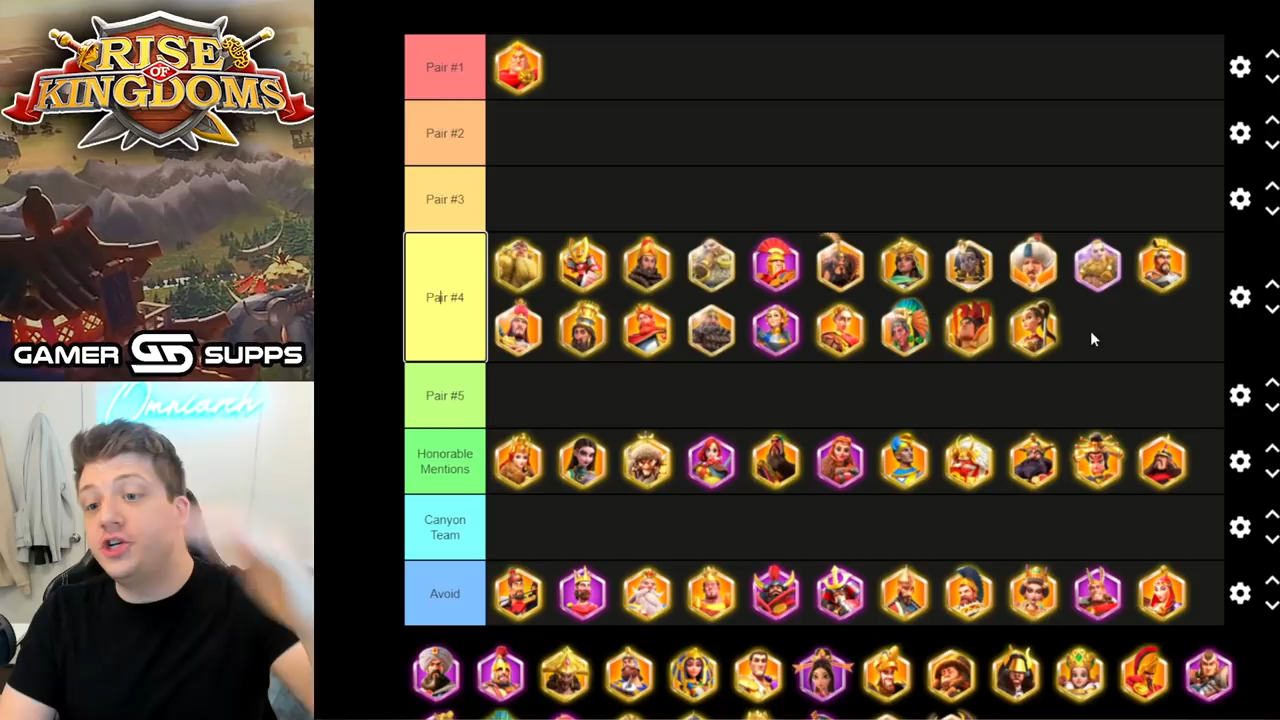 RISE
OF
KINGDOMS
GAMER SUPPS
Omniarch
Pair #1
Pair #2
Pair #3
Pair #4
Pair #5
Honorable
Mentions
Canyon
Team
Avoid